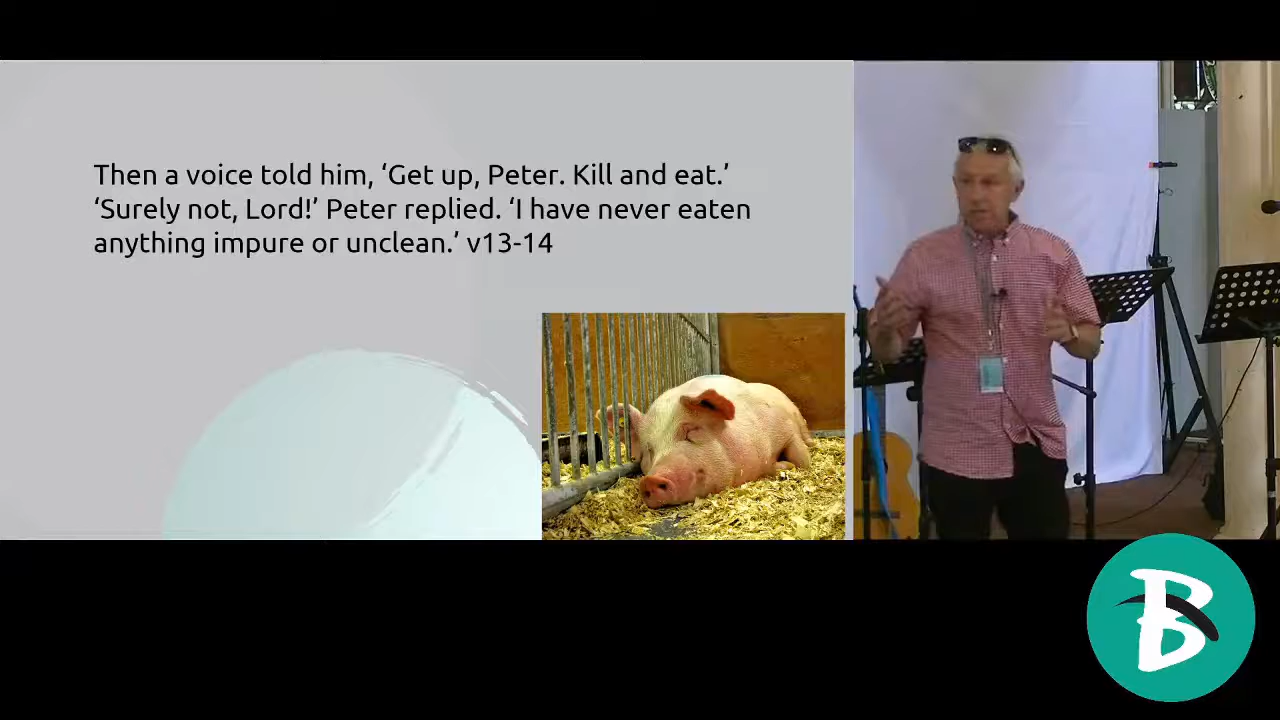 Then a voice told him, ‘Get up, Peter. Kill and eat.’
‘Surely not, Lord!’ Peter replied. ‘I have never eaten
anything impure or unclean.’ v13-14
B